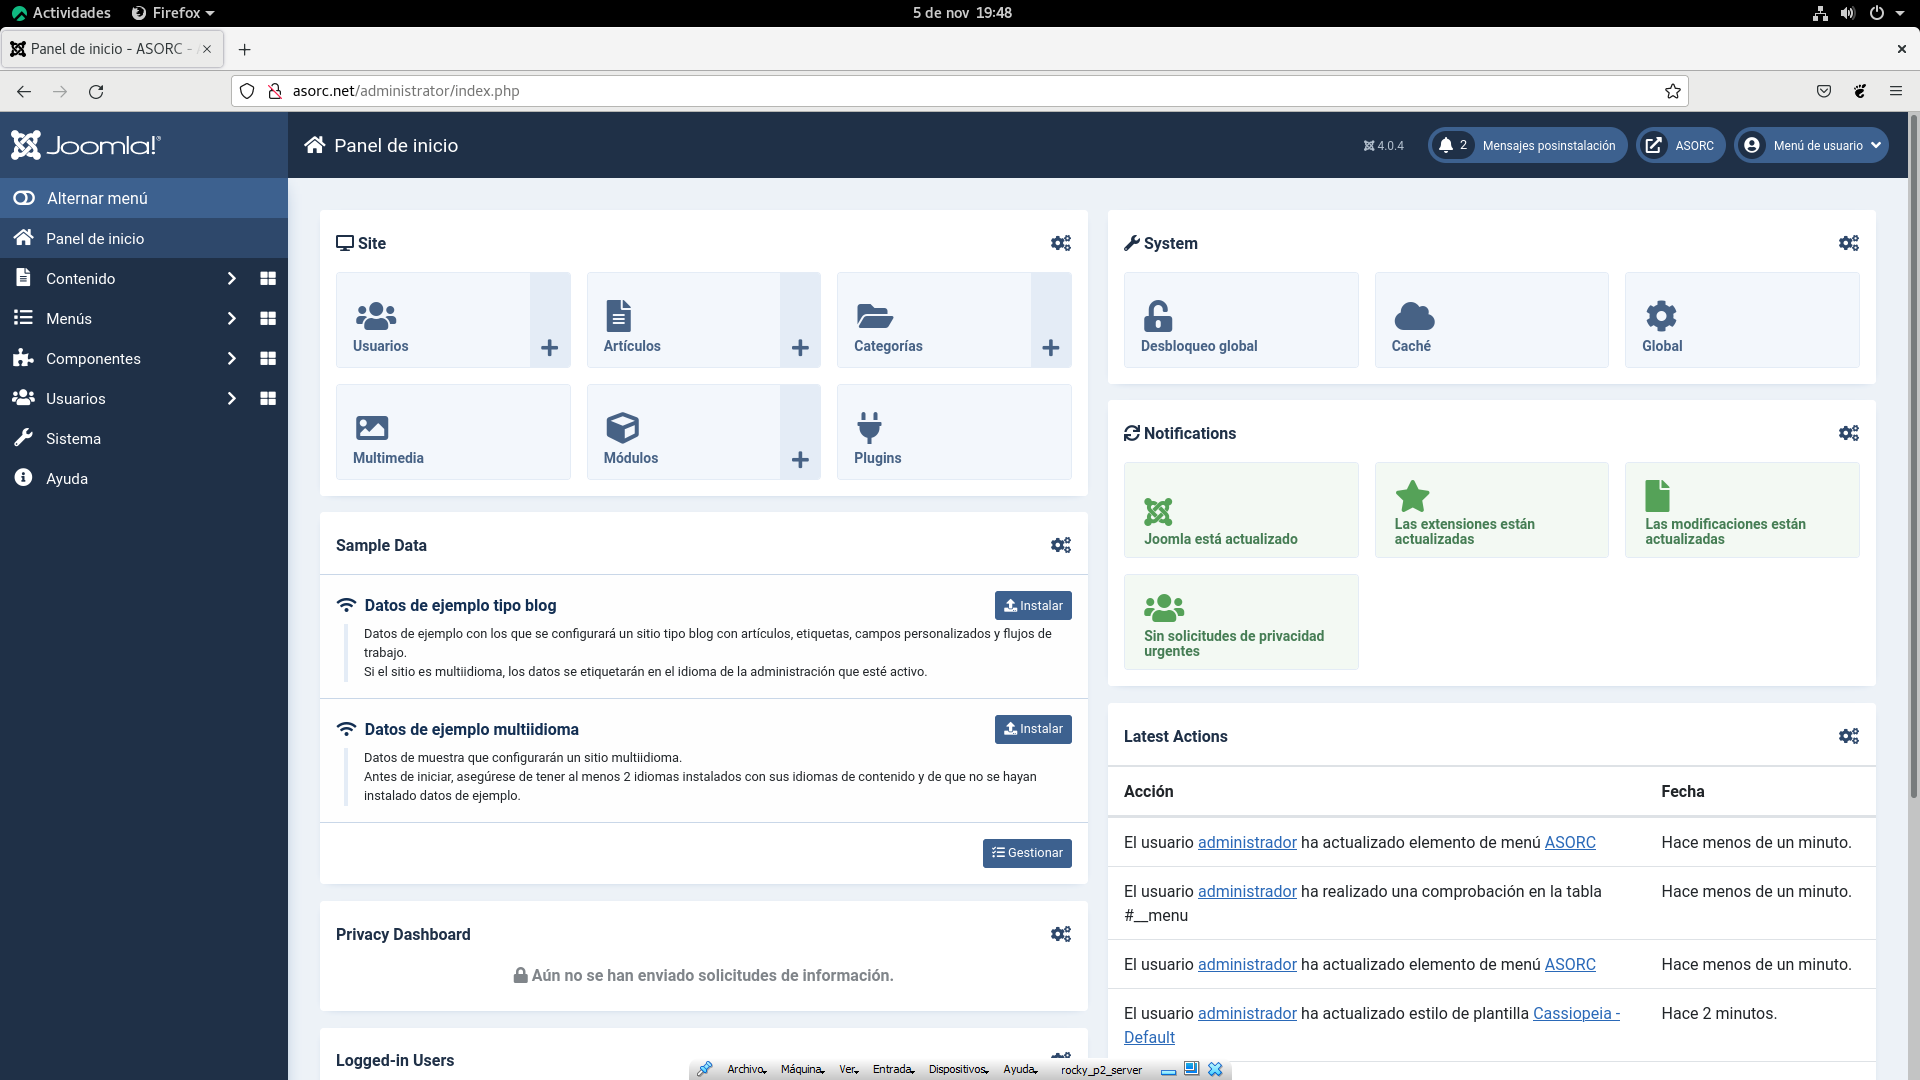 Actividades
Firefox
5 de nov 19:48
Panel de inicio - ASORC -
asorc.net/administrator/index.php
Joomla!
Panel de inicio
4.0.4
2
Mensajes posinstalación
ASORC
Menú de usuario
Alternar menú
Panel de inicio
Contenido
Menús
Componentes
Usuarios
Sistema
Ayuda
Site
Usuarios
Artículos
Categorías
Multimedia
Módulos
Plugins
Sample Data
Datos de ejemplo tipo blog
Instalar
Datos de ejemplo con los que se configurará un sitio tipo blog con artículos, etiquetas, campos personalizados y flujos de
trabajo.
Si el sitio es multiidioma, los datos se etiquetarán en el idioma de la administración que esté activo.
Datos de ejemplo multiidioma
Instalar
Datos de muestra que configurarán un sitio multiidioma.
Antes de iniciar, asegúrese de tener al menos 2 idiomas instalados con sus idiomas de contenido y de que no se hayan
instalado datos de ejemplo.
Gestionar
Privacy Dashboard
Aún no se han enviado solicitudes de información.
Logged-in Users
System
Desbloqueo global
Caché
Global
Notifications
Joomla está actualizado
Las extensiones están
actualizadas
Las modificaciones están
actualizadas
Sin solicitudes de privacidad
urgentes
Latest Actions
Acción
Fecha
El usuario administrador ha actualizado elemento de menú ASORC
Hace menos de un minuto.
El usuario administrador ha realizado una comprobación en la tabla
#__menu
Hace menos de un minuto.
El usuario administrador ha actualizado elemento de menú ASORC
Hace menos de un minuto.
El usuario administrador ha actualizado estilo de plantilla Cassiopeia -
Default
Hace 2 minutos.
Archivo
Máquina
Ver
Entrada
Dispositivos
Ayuda
rocky_p2_server